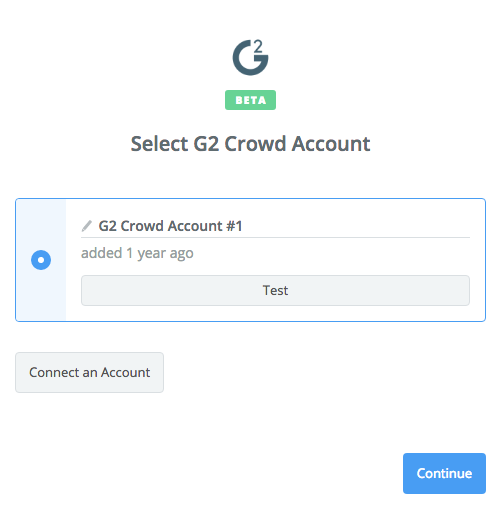 G2
BETA
Select G2 Crowd Account
G2 Crowd Account #1
added 1 year ago
Test
Connect an Account
Continue